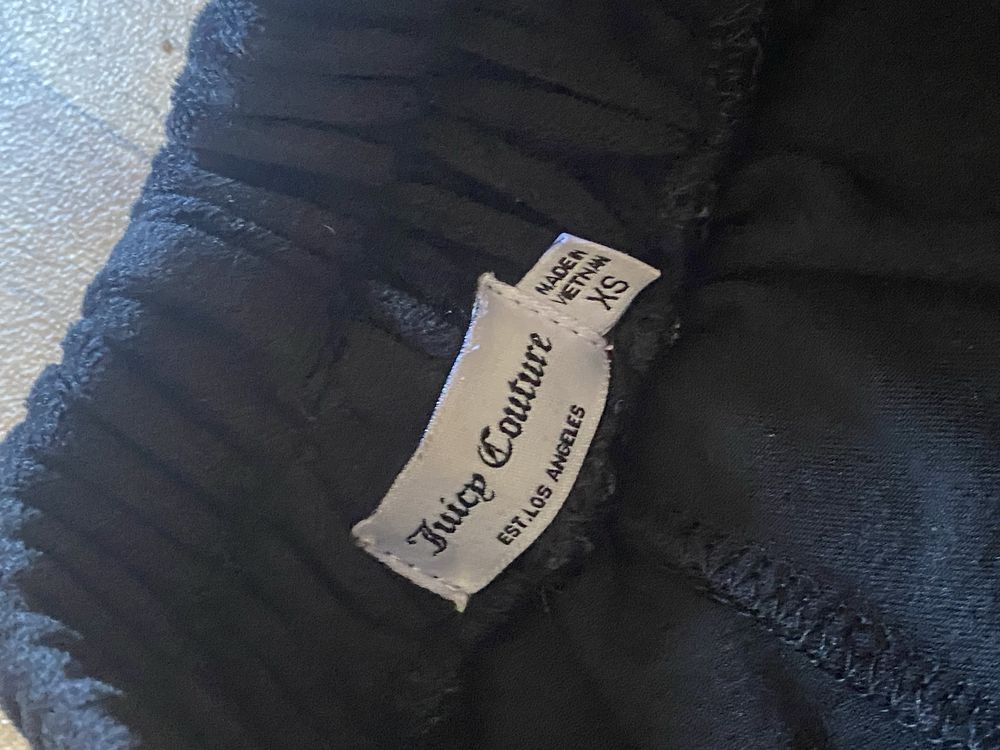 MADE IN
VIETNAM
XS
Juicy Couture
EST.LOS ANGELES